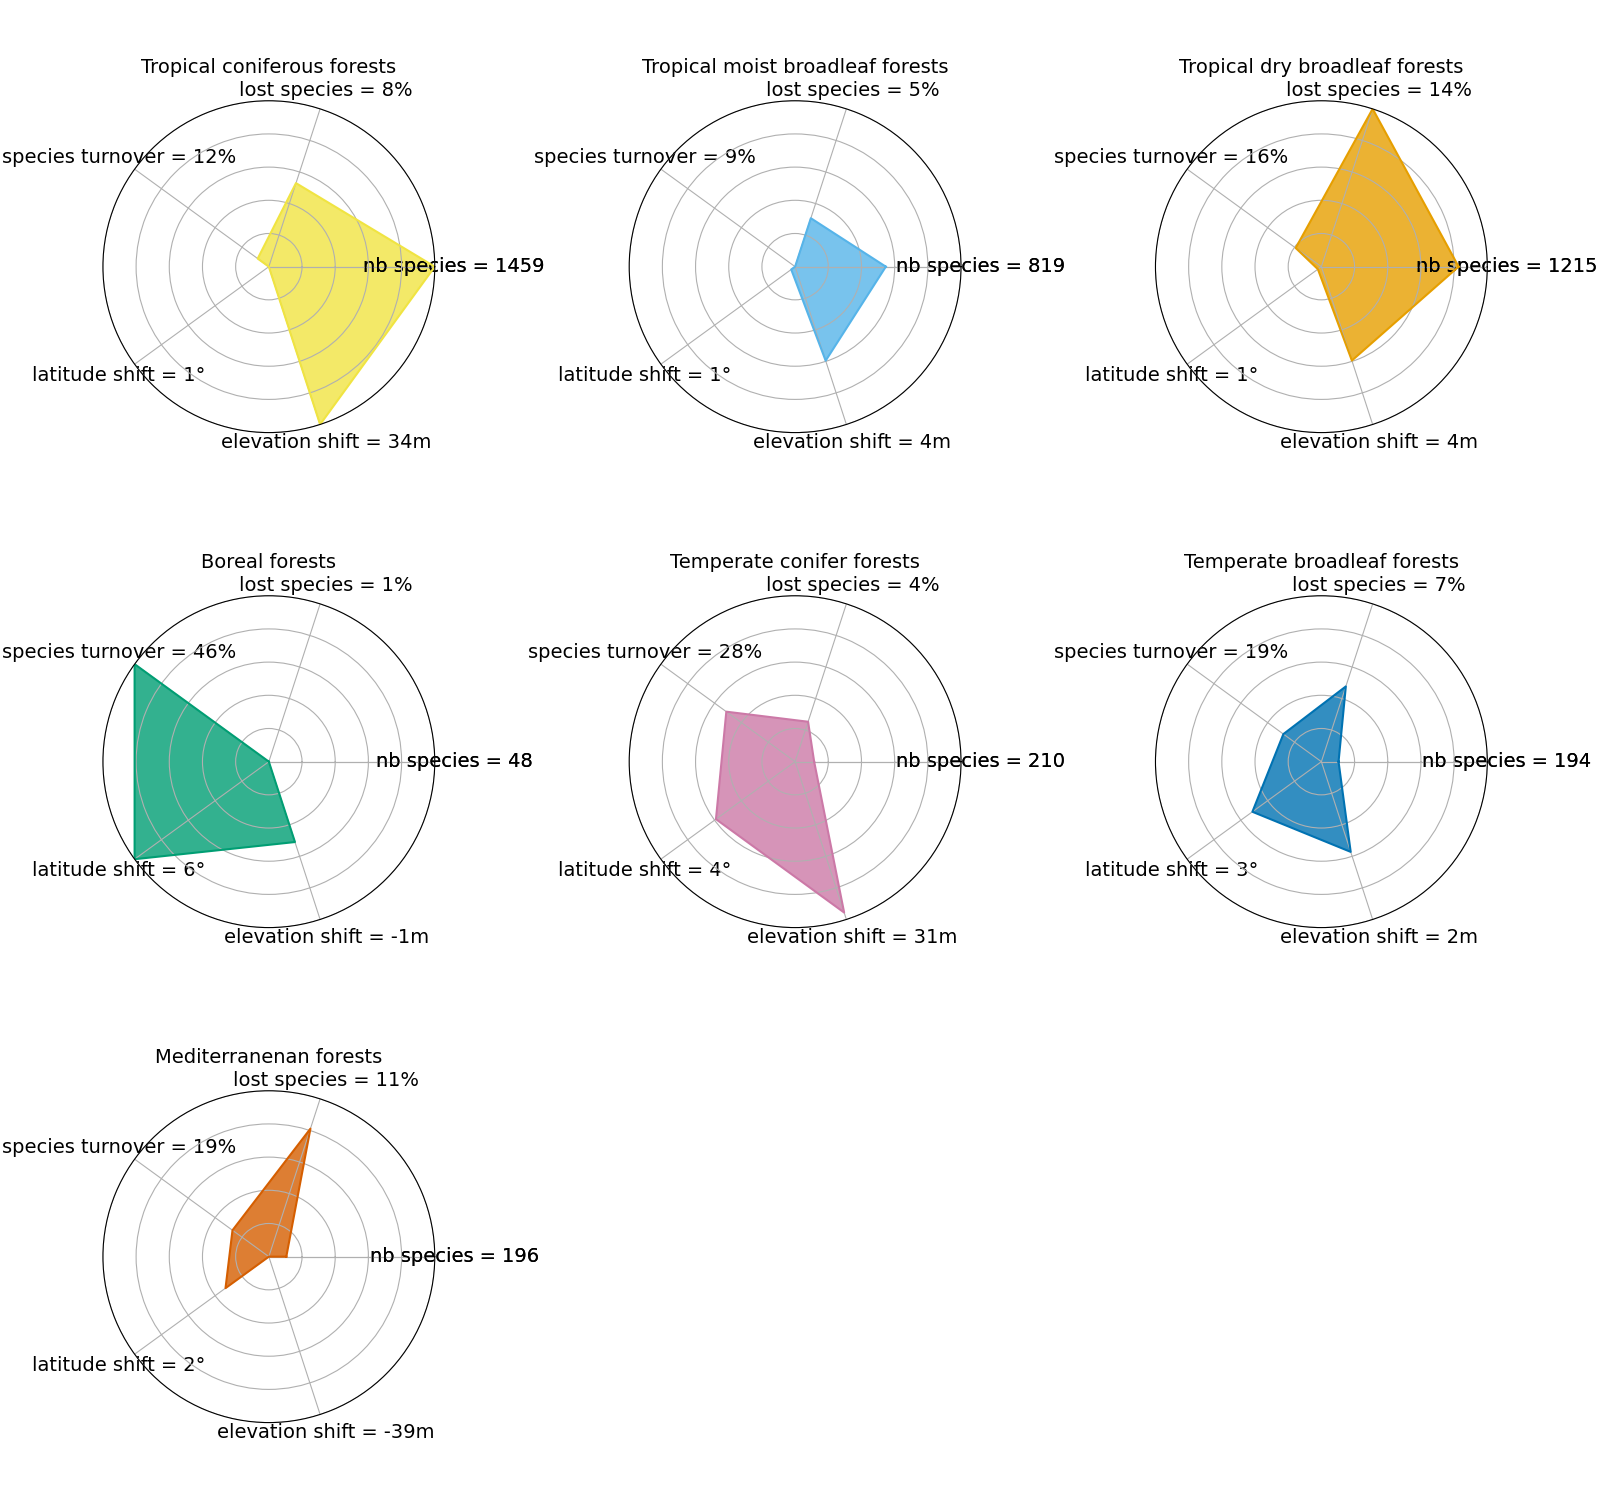 Tropical coniferous forests
lost species = 8%
species turnover = 12%
nb species = 1459
latitude shift = 1°
elevation shift = 34m
Tropical moist broadleaf forests
lost species = 5%
species turnover = 9%
nb species = 819
latitude shift = 1°
elevation shift = 4m
Tropical dry broadleaf forests
lost species = 14%
species turnover = 16%
nb species = 1215
latitude shift = 1°
elevation shift = 4m
Boreal forests
lost species = 1%
species turnover = 46%
nb species = 48
latitude shift = 6°
elevation shift = -1m
Temperate conifer forests
lost species = 4%
species turnover = 28%
nb species = 210
latitude shift = 4°
elevation shift = 31m
Temperate broadleaf forests
lost species = 7%
species turnover = 19%
nb species = 194
latitude shift = 3°
elevation shift = 2m
Mediterranenan forests
lost species = 11%
species turnover = 19%
nb species = 196
latitude shift = 2°
elevation shift = -39m